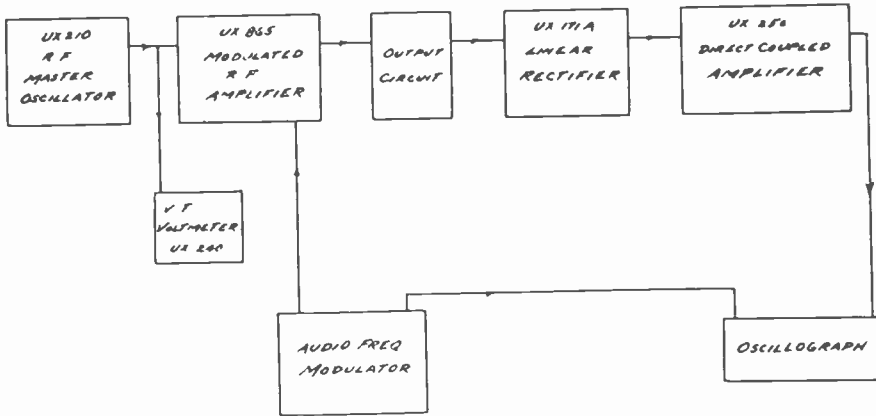 UX 210
R F
MASTER
OSCILLATOR
UX 865
MODULATED
R F
AMPLIFIER
OUTPUT
CIRCUIT
UX 171A
LINEAR
RECTIFIER
UX 250
DIRECT COUPLED
AMPLIFIER
V T
VOLTMETER
UX 240
AUDIO FREQ
MODULATOR
OSCILLOGRAPH